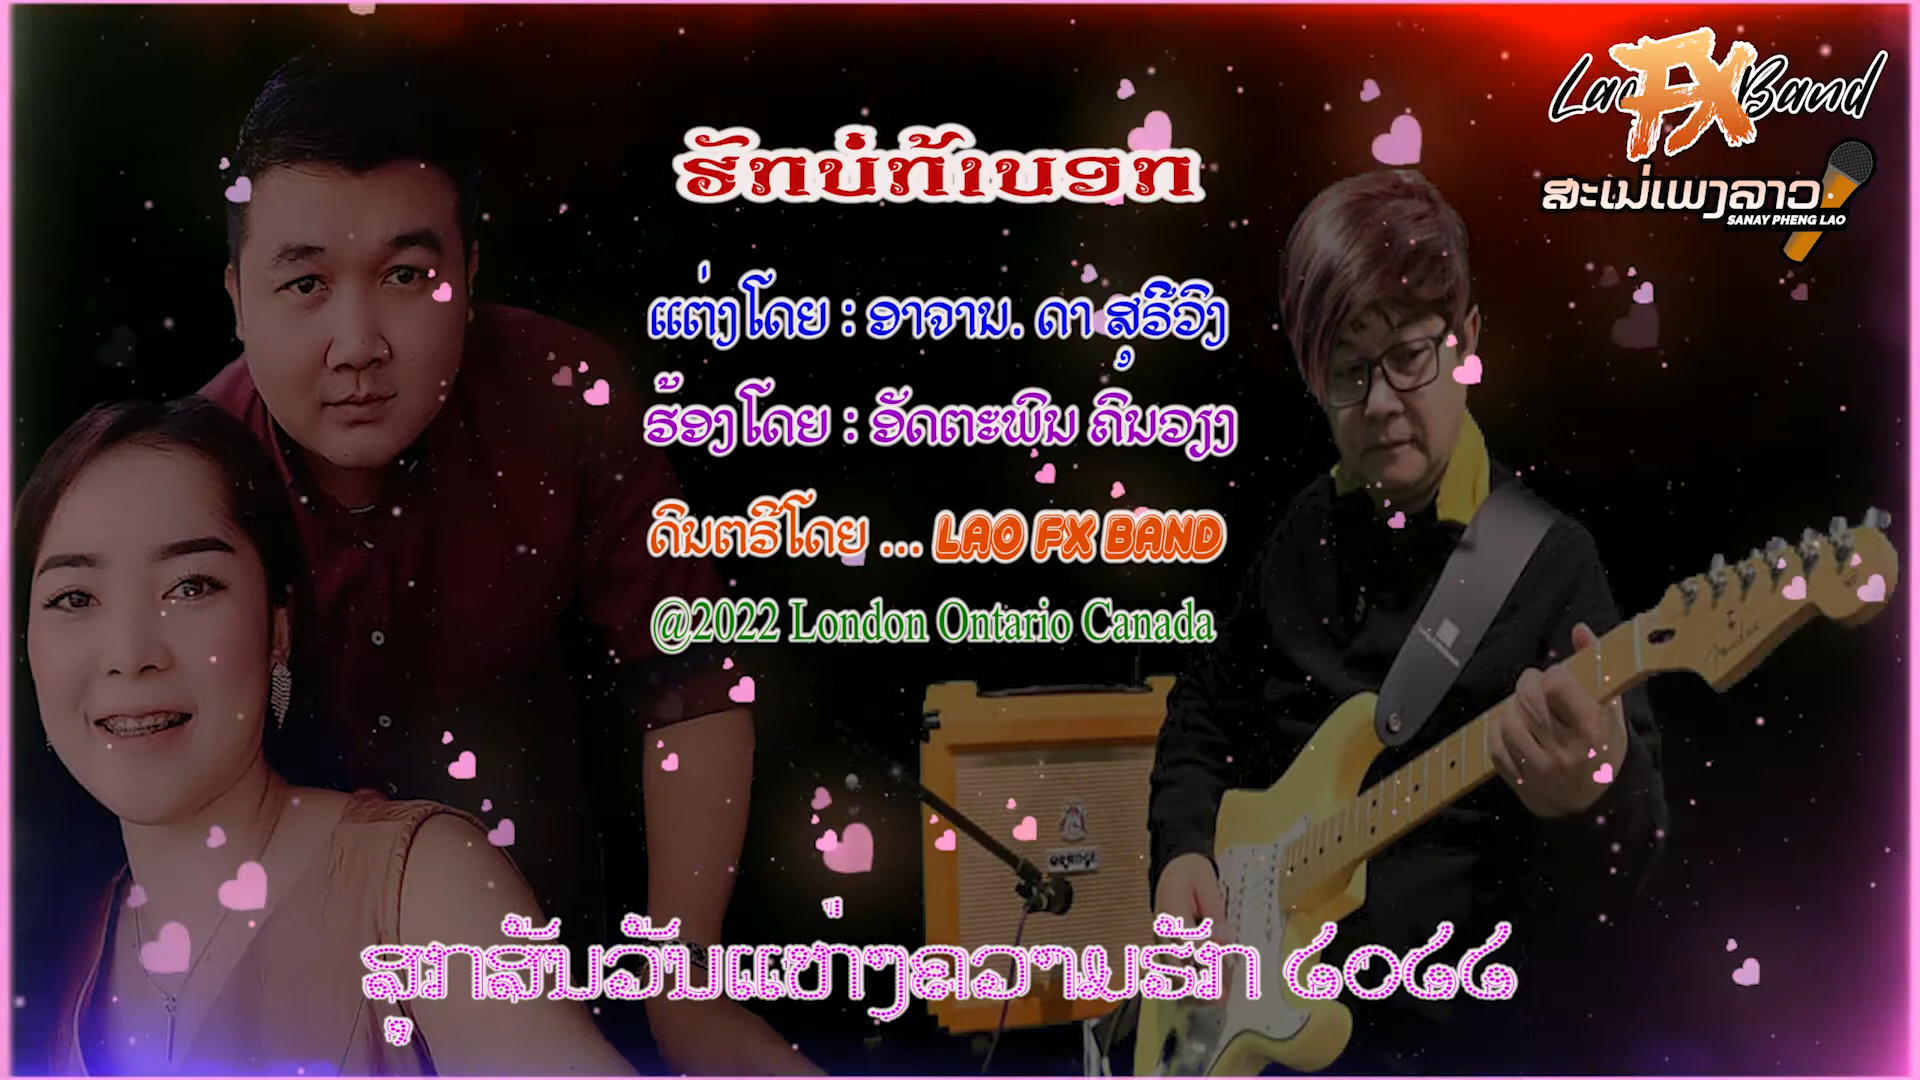 Lao FX Band
ສະເໜ່ເພງລາວ
SANAY PHENG LAO
ຮັກບໍ່ກ້າບອກ
ແຕ່ງໂດຍ : ອາຈານ. ດາ ສຸຣິວົງ
ຮ້ອງໂດຍ : ອັດຕະພົນ ຄົນວຽງ
ດົນຕຣີໂດຍ ... LAO FX BAND
@2022 London Ontario Canada
ORANGE
Fender
ສຸກສັນວັນແຫ່ງຄວາມຮັກ ໒໐໒໒